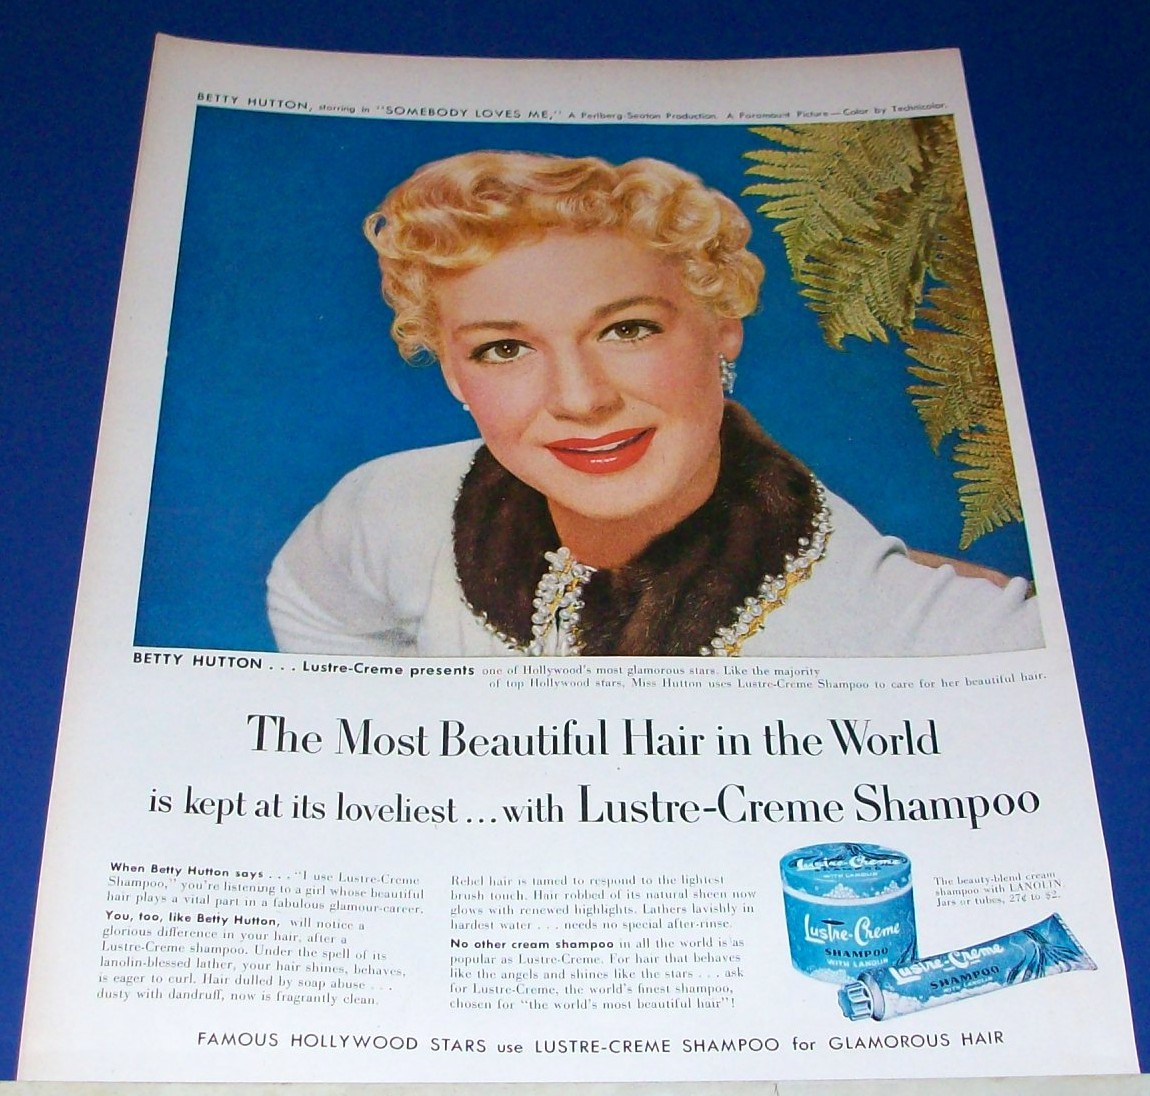 BETTY HUTTON, starring in "SOMEBODY LOVES ME," A Perlberg-Seaton Production. A Paramount Picture—Color by Technicolor.
BETTY HUTTON . . . Lustre-Creme presents one of Hollywood's most glamorous stars. Like the majority
of top Hollywood stars, Miss Hutton uses Lustre-Creme Shampoo to care for her beautiful hair.
The Most Beautiful Hair in the World
is kept at its loveliest...with Lustre-Creme Shampoo
When Betty Hutton says . . . "I use Lustre-Creme
Shampoo," you're listening to a girl whose beautiful
hair plays a vital part in a fabulous glamour-career.
You, too, like Betty Hutton, will notice a
glorious difference in your hair, after a
Lustre-Creme shampoo. Under the spell of its
lanolin-blessed lather, your hair shines, behaves,
is eager to curl. Hair dulled by soap abuse . . .
dusty with dandruff, now is fragrantly clean.
Rebel hair is tamed to respond to the lightest
brush touch. Hair robbed of its natural sheen now
glows with renewed highlights. Lathers lavishly in
hardest water . . . needs no special after-rinse.
No other cream shampoo in all the world is as
popular as Lustre-Creme. For hair that behaves
like the angels and shines like the stars . . . ask
for Lustre-Creme, the world's finest shampoo,
chosen for "the world's most beautiful hair"!
Lustre-Creme
SHAMPOO
WITH LANOLIN
Lustre-Creme
SHAMPOO
WITH LANOLIN
The beauty-blend cream
shampoo with LANOLIN.
Jars or tubes, 27¢ to $2.
Lustre-Creme
SHAMPOO
WITH LANOLIN
FAMOUS HOLLYWOOD STARS use LUSTRE-CREME SHAMPOO for GLAMOROUS HAIR